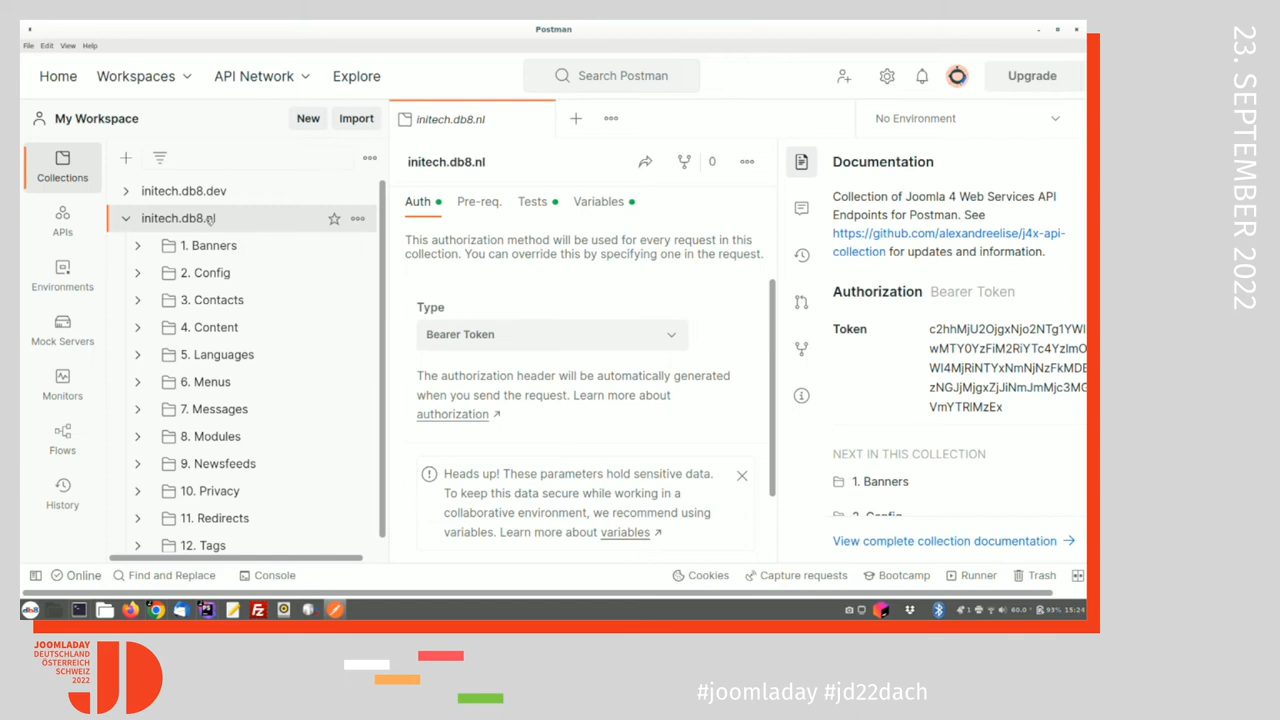 Postman
File Edit View Help
Home Workspaces API Network Explore Search Postman Upgrade
My Workspace New Import
initech.db8.nl
No Environment
Collections
APIs
Environments
Mock Servers
Monitors
Flows
History
initech.db8.dev
initech.db8.nl
1. Banners
2. Config
3. Contacts
4. Content
5. Languages
6. Menus
7. Messages
8. Modules
9. Newsfeeds
10. Privacy
11. Redirects
12. Tags
initech.db8.nl 0
Auth Pre-req. Tests Variables
This authorization method will be used for every request in this
collection. You can override this by specifying one in the request.
Type
Bearer Token
The authorization header will be automatically generated
when you send the request. Learn more about
authorization ↗
Heads up! These parameters hold sensitive data.
To keep this data secure while working in a
collaborative environment, we recommend using
variables. Learn more about variables ↗
Documentation
Collection of Joomla 4 Web Services API
Endpoints for Postman. See
https://github.com/alexandreelise/j4x-api-
collection for updates and information.
Authorization Bearer Token
Token
VmYTRlMzEx
NEXT IN THIS COLLECTION
1. Banners
2. Config
View complete collection documentation →
Online Find and Replace Console Cookies Capture requests Bootcamp Runner Trash
db8 60.0 93% 15:24
23. SEPTEMBER 2022
JOOMLADAY
DEUTSCHLAND
ÖSTERREICH
SCHWEIZ
2022
#joomladay #jd22dach